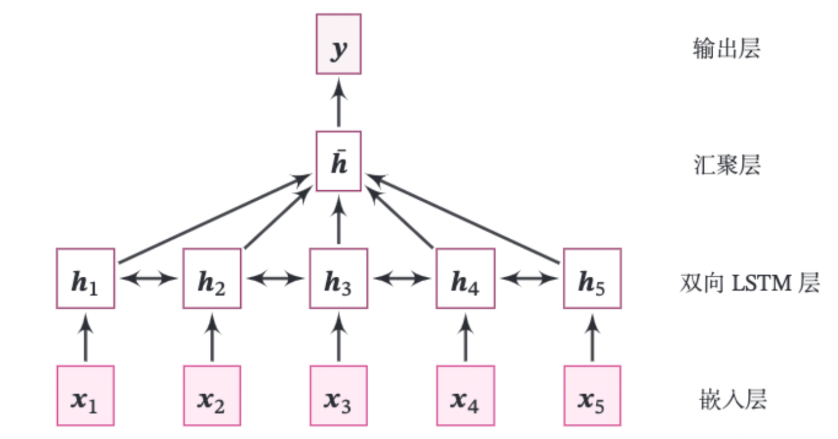 y 输出层
h̄ 汇聚层
h₁ h₂ h₃ h₄ h₅ 双向 LSTM 层
x₁ x₂ x₃ x₄ x₅ 嵌入层